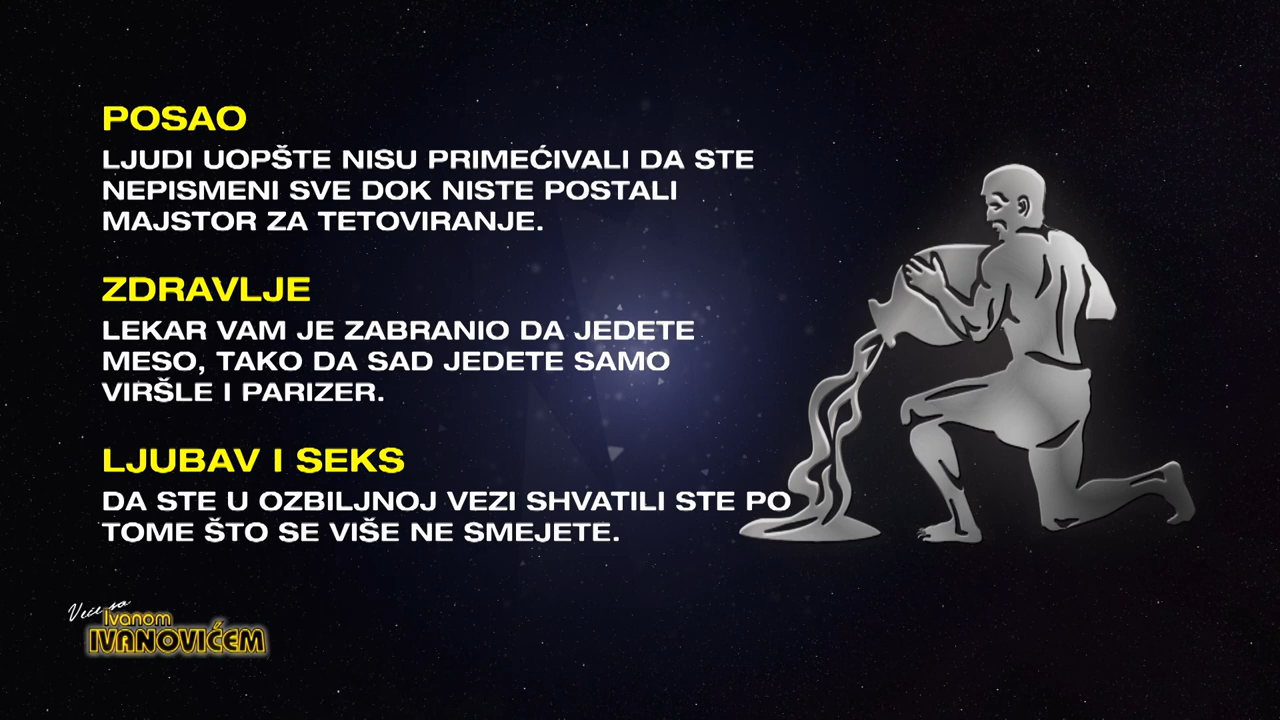 POSAO
LJUDI UOPŠTE NISU PRIMEĆIVALI DA STE
NEPISMENI SVE DOK NISTE POSTALI
MAJSTOR ZA TETOVIRANJE.
ZDRAVLJE
LEKAR VAM JE ZABRANIO DA JEDETE
MESO, TAKO DA SAD JEDETE SAMO
VIRŠLE I PARIZER.
LJUBAV I SEKS
DA STE U OZBILJNOJ VEZI SHVATILI STE PO
TOME ŠTO SE VIŠE NE SMEJETE.
Veče sa
Ivanom
IVANOVIĆEM